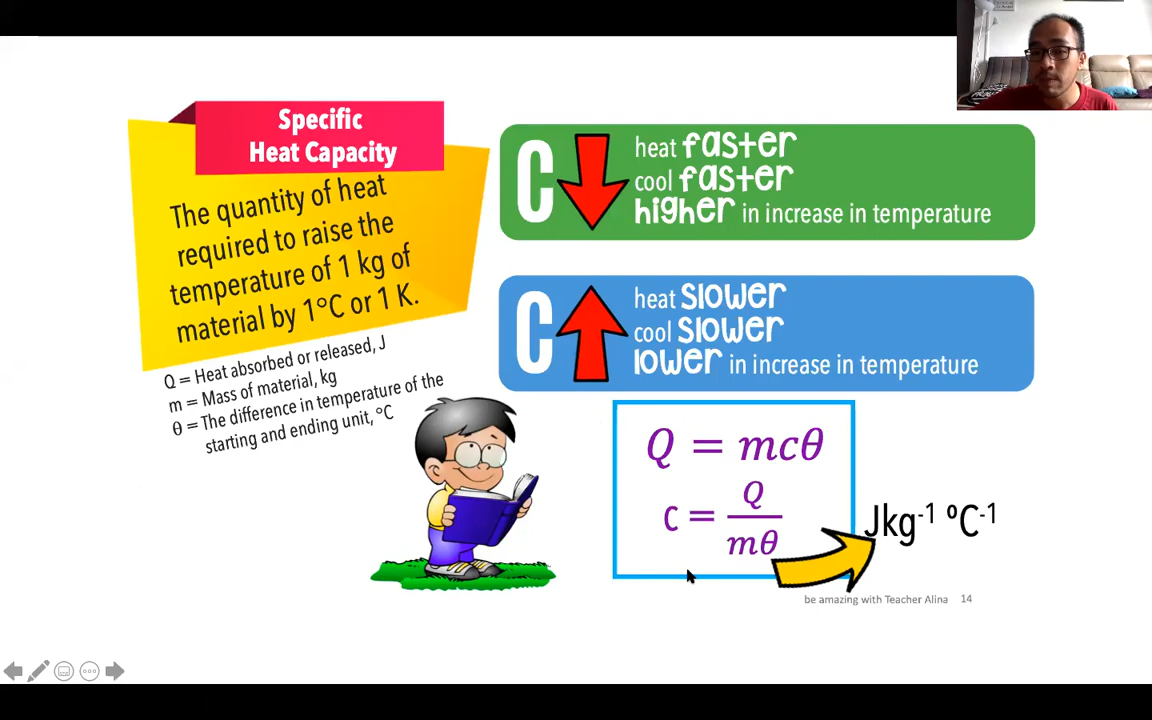 Specific
Heat Capacity
The quantity of heat
required to raise the
temperature of 1 kg of
material by 1°C or 1 K.
Q = Heat absorbed or released, J
m = Mass of material, kg
θ = The difference in temperature of the
starting and ending unit, °C
C
heat faster
cool faster
higher in increase in temperature
C
heat slower
cool slower
lower in increase in temperature
Q = mcθ
c = Q/mθ
Jkg⁻¹ °C⁻¹
be amazing with Teacher Alina 14